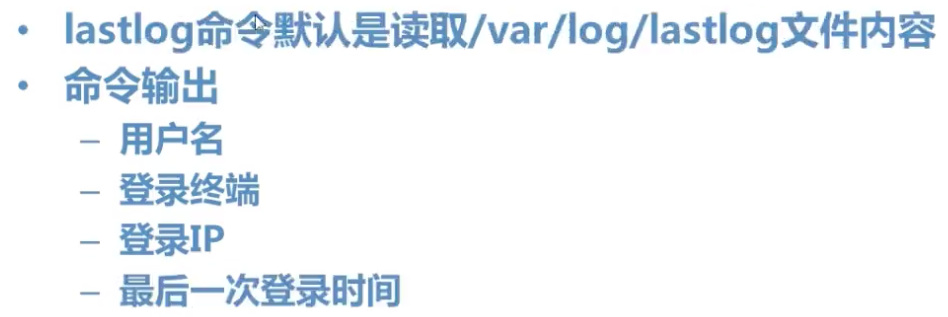 • lastlog命令默认是读取/var/log/lastlog文件内容
• 命令输出
– 用户名
– 登录终端
– 登录IP
– 最后一次登录时间